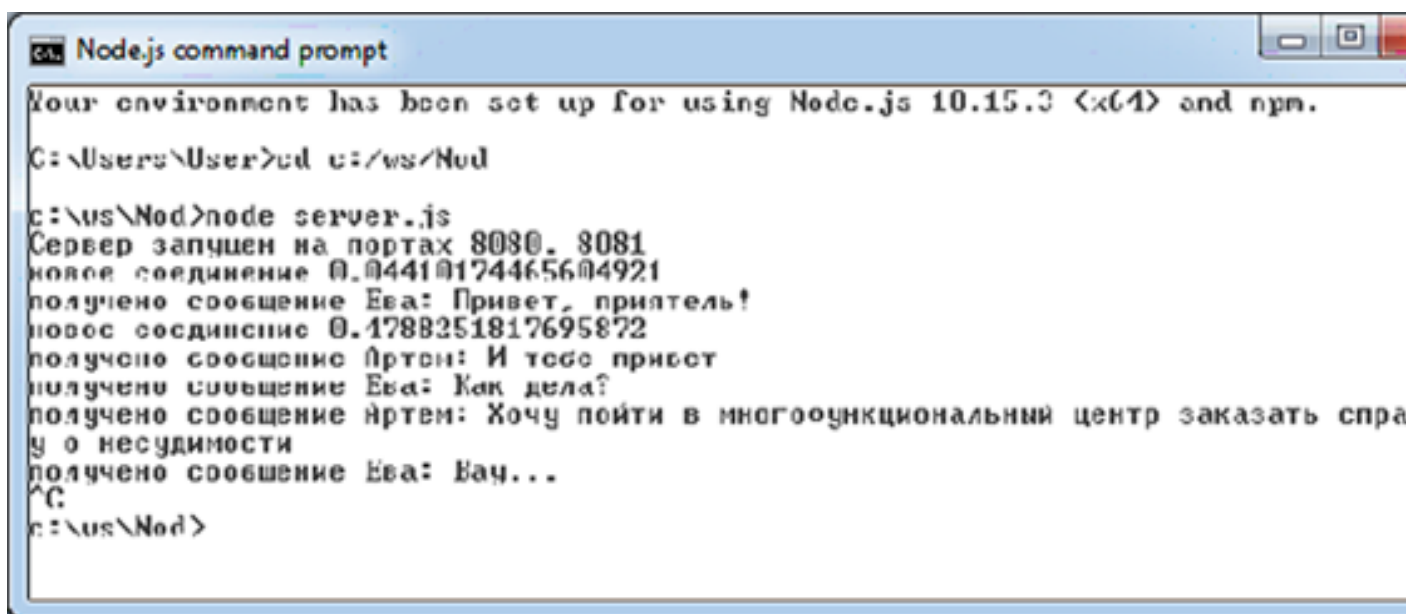 Node.js command prompt
Your environment has been set up for using Node.js 10.15.3 (x64) and npm.
C:\Users\User>cd c:/ws/Nod
c:\ws\Nod>node server.js
Сервер запущен на портах 8080, 8081
новое соединение 0.04410174465604921
получено сообщение Ева: Привет, приятель!
новое соединение 0.4788251817695872
получено сообщение Артем: И тебе привет
получено сообщение Ева: Как дела?
получено сообщение Артем: Хочу пойти в многофункциональный центр заказать спра
у о несудимости
получено сообщение Ева: Вау...
^C
c:\ws\Nod>